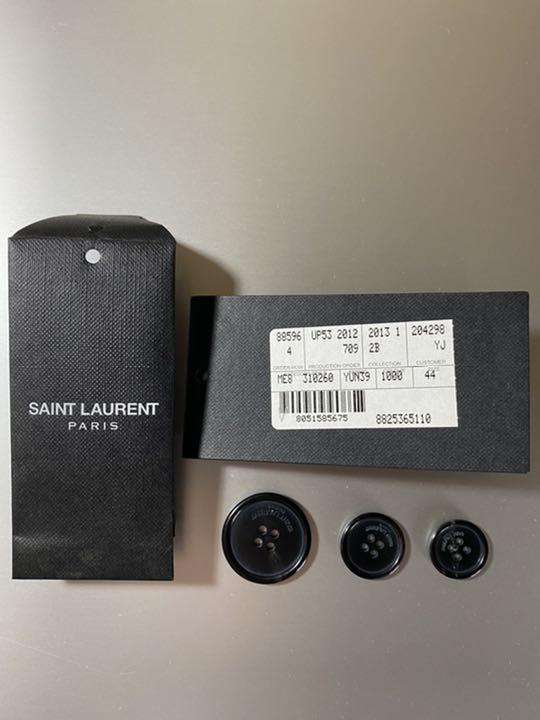 SAINT LAURENT
PARIS
88596 UP53 2012 2013 1 204298
4 709 2B YJ
ORDER-RUN PRODUCTION ORDER COLLECTION CUSTOMER
ME8 310260 YUN39 1000 44
V 8051585675 8825365110